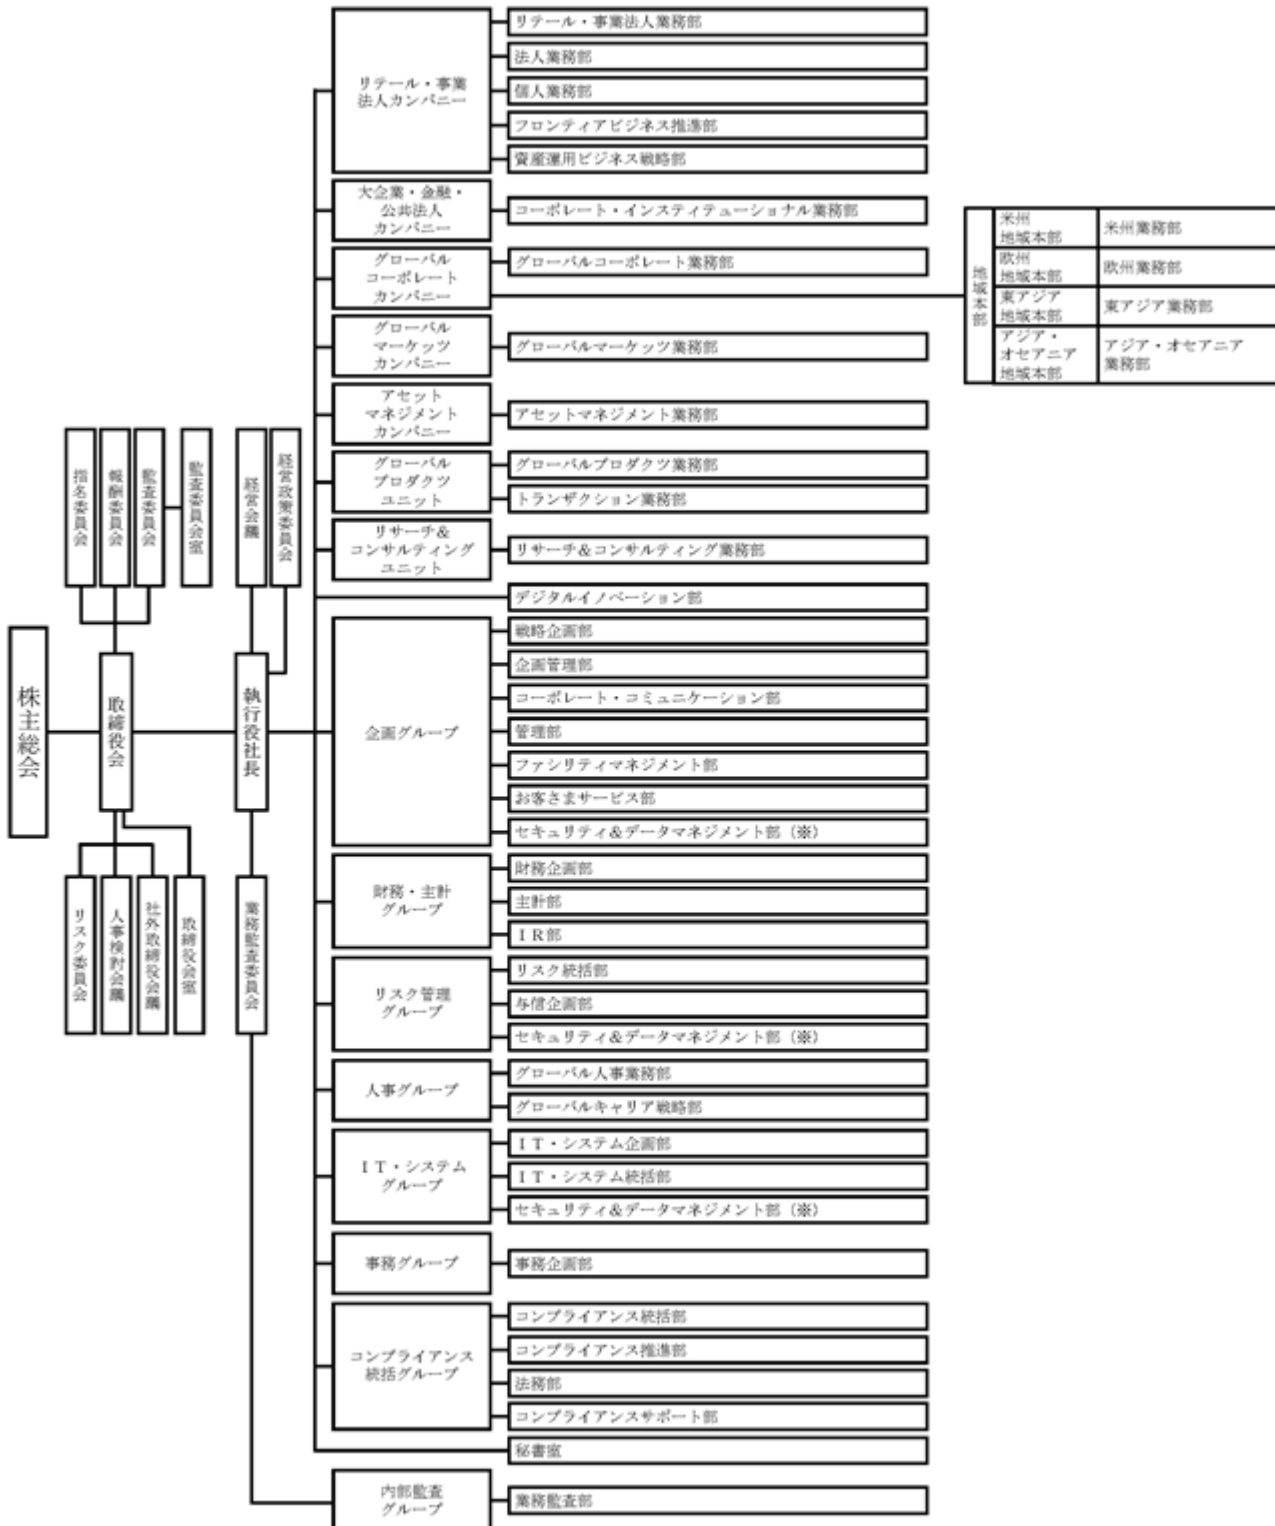 株主総会
取締役会
指名委員会
報酬委員会
監査委員会
監査委員会室
リスク委員会
人事検討会議
社外取締役会議
取締役会室
執行役社長
経営会議
経営政策委員会
業務監査委員会
リテール・事業
法人カンパニー
リテール・事業法人業務部
法人業務部
個人業務部
フロンティアビジネス推進部
資産運用ビジネス戦略部
大企業・金融・
公共法人
カンパニー
コーポレート・インスティテューショナル業務部
グローバル
コーポレート
カンパニー
グローバルコーポレート業務部
地域本部
米州
地域本部
米州業務部
欧州
地域本部
欧州業務部
東アジア
地域本部
東アジア業務部
アジア・
オセアニア
地域本部
アジア・オセアニア
業務部
グローバル
マーケッツ
カンパニー
グローバルマーケッツ業務部
アセット
マネジメント
カンパニー
アセットマネジメント業務部
グローバル
プロダクツ
ユニット
グローバルプロダクツ業務部
トランザクション業務部
リサーチ&
コンサルティング
ユニット
リサーチ&コンサルティング業務部
デジタルイノベーション部
企画グループ
戦略企画部
企画管理部
コーポレート・コミュニケーション部
管理部
ファシリティマネジメント部
お客さまサービス部
セキュリティ&データマネジメント部（※）
財務・主計
グループ
財務企画部
主計部
ＩＲ部
リスク管理
グループ
リスク統括部
与信企画部
セキュリティ&データマネジメント部（※）
人事グループ
グローバル人事業務部
グローバルキャリア戦略部
ＩＴ・システム
グループ
ＩＴ・システム企画部
ＩＴ・システム統括部
セキュリティ&データマネジメント部（※）
事務グループ
事務企画部
コンプライアンス
統括グループ
コンプライアンス統括部
コンプライアンス推進部
法務部
コンプライアンスサポート部
秘書室
内部監査
グループ
業務監査部